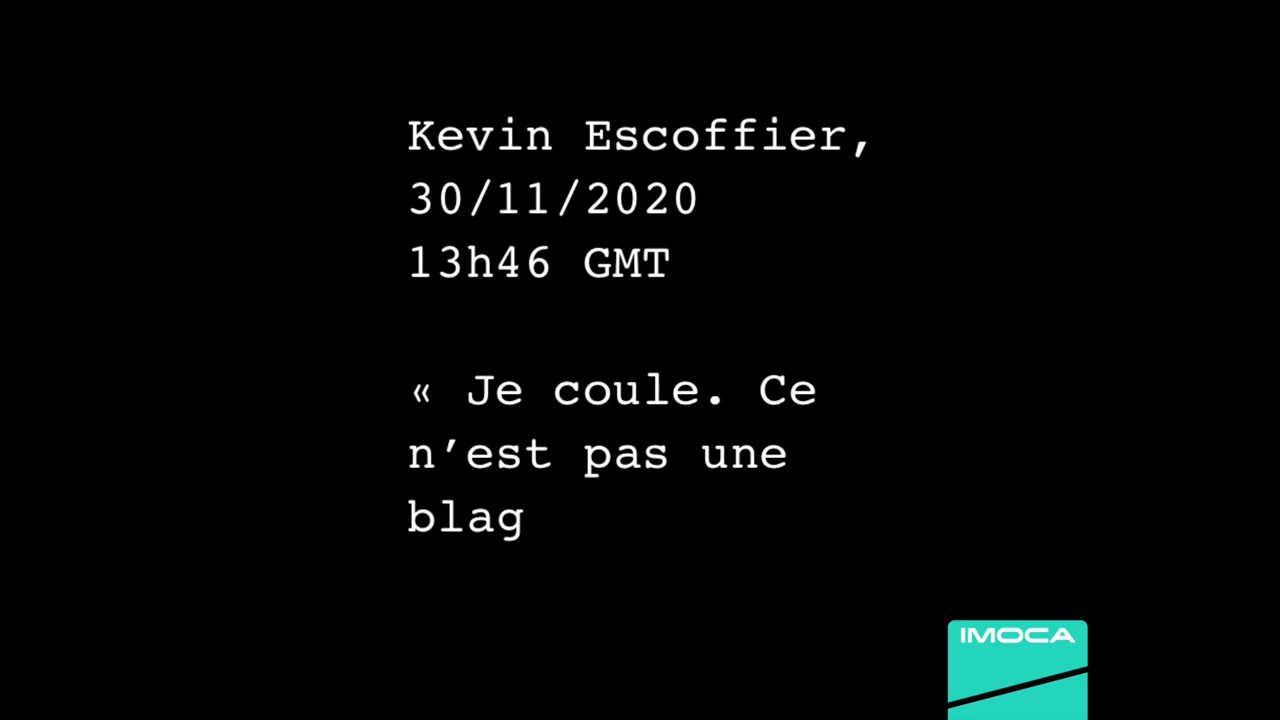 Kevin Escoffier,
30/11/2020
13h46 GMT
« Je coule. Ce
n’est pas une
blag
IMOCA